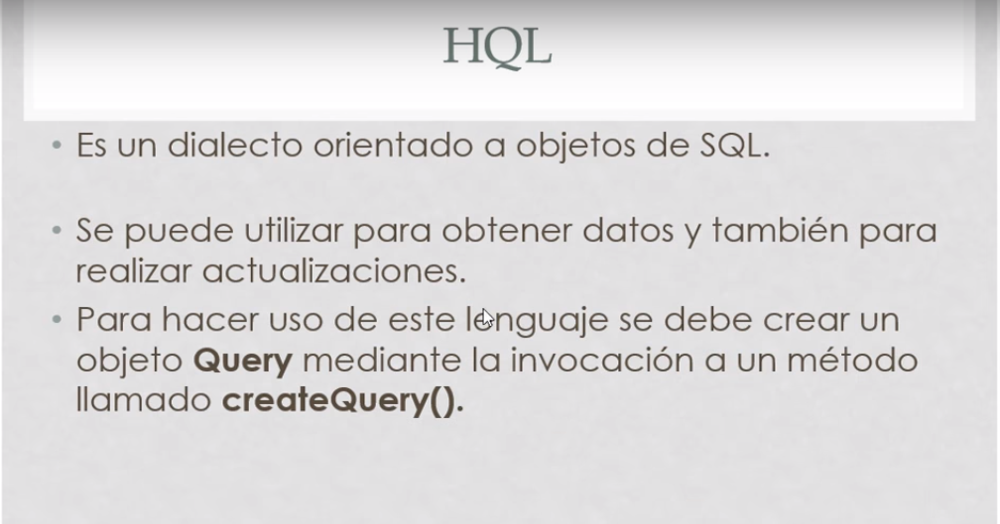 HQL
• Es un dialecto orientado a objetos de SQL.
• Se puede utilizar para obtener datos y también para
realizar actualizaciones.
• Para hacer uso de este lenguaje se debe crear un
objeto Query mediante la invocación a un método
llamado createQuery().